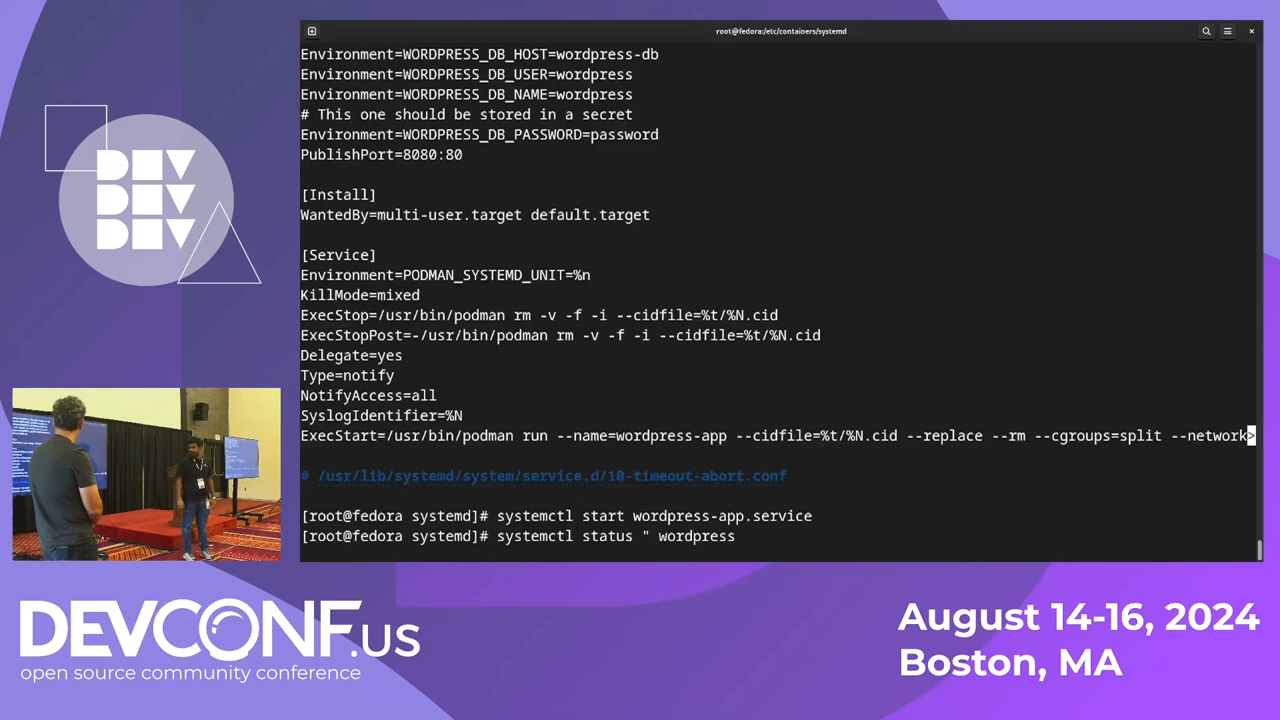 root@fedora:/etc/containers/systemd
Environment=WORDPRESS_DB_HOST=wordpress-db
Environment=WORDPRESS_DB_USER=wordpress
Environment=WORDPRESS_DB_NAME=wordpress
# This one should be stored in a secret
Environment=WORDPRESS_DB_PASSWORD=password
PublishPort=8080:80
[Install]
WantedBy=multi-user.target default.target
[Service]
Environment=PODMAN_SYSTEMD_UNIT=%n
KillMode=mixed
ExecStop=/usr/bin/podman rm -v -f -i --cidfile=%t/%N.cid
ExecStopPost=-/usr/bin/podman rm -v -f -i --cidfile=%t/%N.cid
Delegate=yes
Type=notify
NotifyAccess=all
SyslogIdentifier=%N
ExecStart=/usr/bin/podman run --name=wordpress-app --cidfile=%t/%N.cid --replace --rm --cgroups=split --network>
# /usr/lib/systemd/system/service.d/10-timeout-abort.conf
[root@fedora systemd]# systemctl start wordpress-app.service
[root@fedora systemd]# systemctl status " wordpress
DEV
DEV
DEV
DEVCONF.US
open source community conference
August 14-16, 2024
Boston, MA